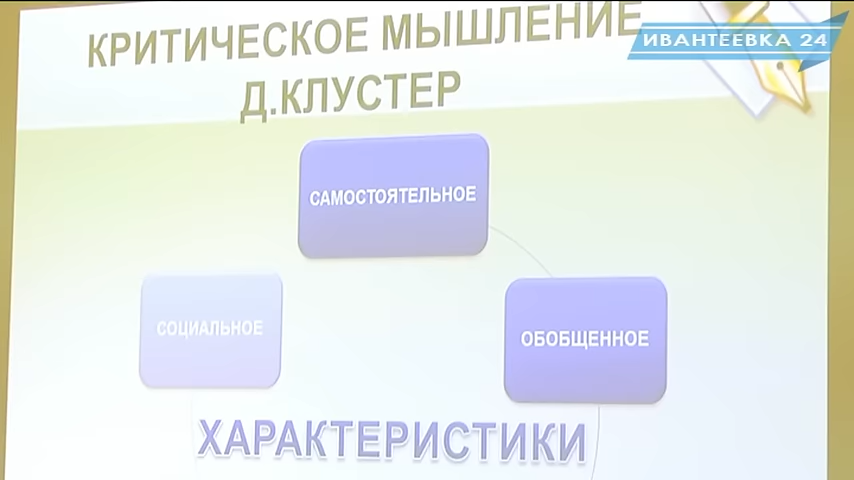 КРИТИЧЕСКОЕ МЫШЛЕНИЕ
Д.КЛУСТЕР
ИВАНТЕЕВКА 24
САМОСТОЯТЕЛЬНОЕ
СОЦИАЛЬНОЕ
ОБОБЩЕННОЕ
ХАРАКТЕРИСТИКИ